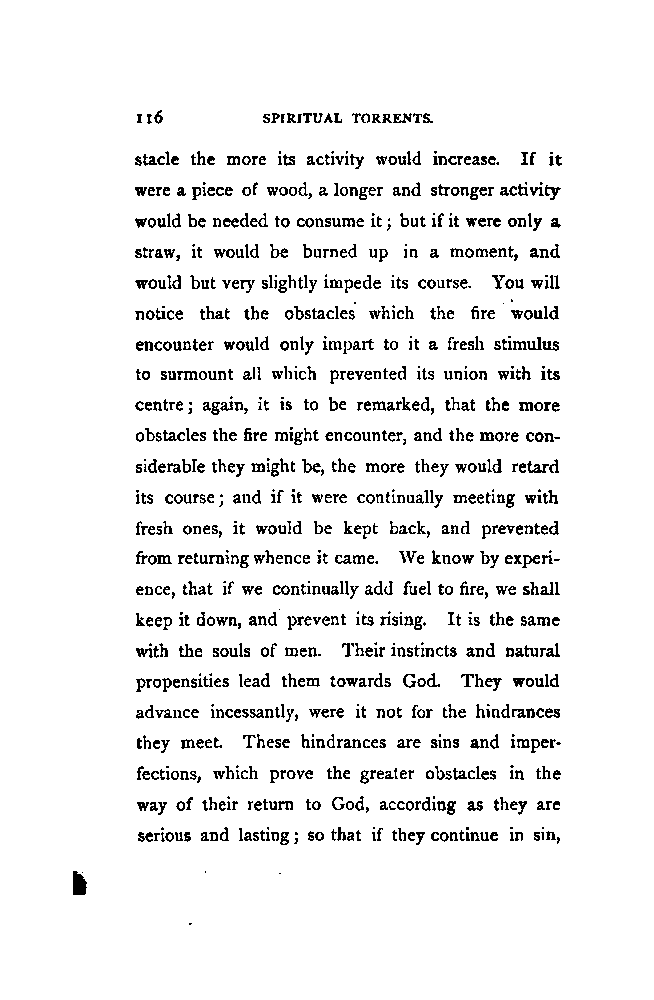 116 SPIRITUAL TORRENTS.
stacle the more its activity would increase. If it
were a piece of wood, a longer and stronger activity
would be needed to consume it; but if it were only a
straw, it would be burned up in a moment, and
would but very slightly impede its course. You will
notice that the obstacles which the fire would
encounter would only impart to it a fresh stimulus
to surmount all which prevented its union with its
centre; again, it is to be remarked, that the more
obstacles the fire might encounter, and the more con-
siderable they might be, the more they would retard
its course; and if it were continually meeting with
fresh ones, it would be kept back, and prevented
from returning whence it came. We know by experi-
ence, that if we continually add fuel to fire, we shall
keep it down, and prevent its rising. It is the same
with the souls of men. Their instincts and natural
propensities lead them towards God. They would
advance incessantly, were it not for the hindrances
they meet. These hindrances are sins and imper-
fections, which prove the greater obstacles in the
way of their return to God, according as they are
serious and lasting; so that if they continue in sin,